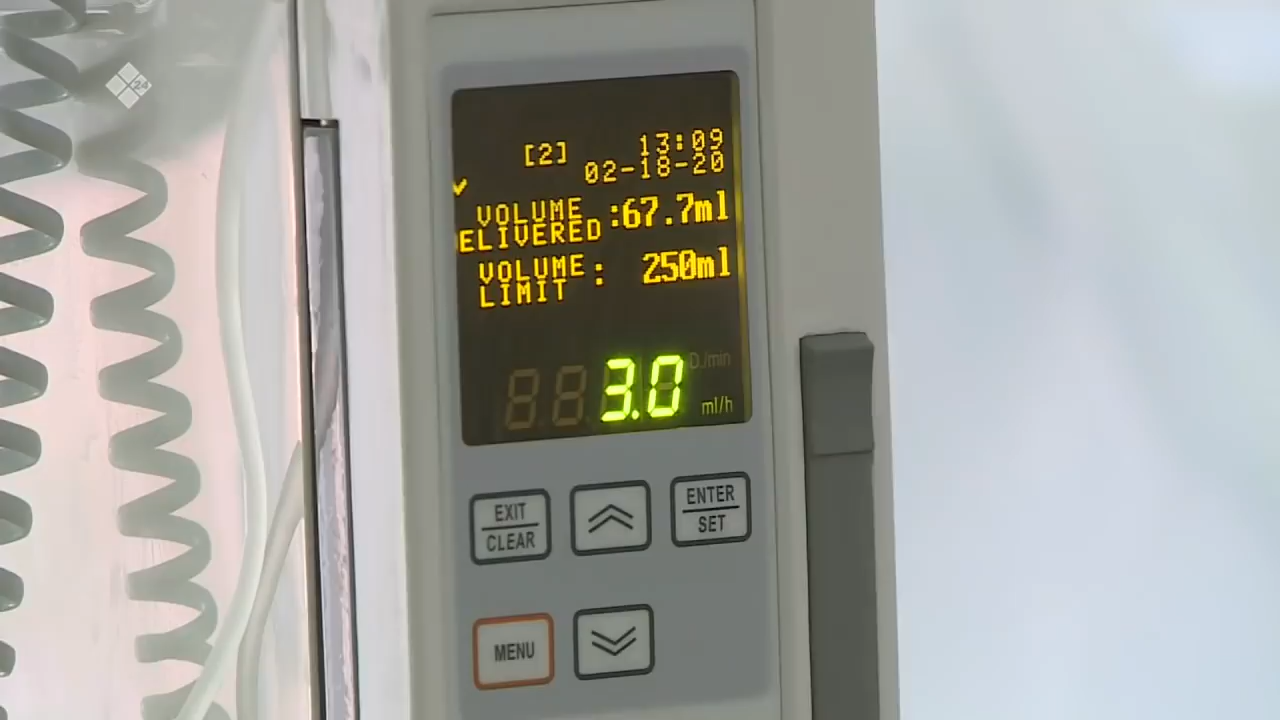 24
[2] 13:09
02-18-20
VOLUME
ELIVERED :67.7ml
VOLUME
LIMIT : 250ml
D./min
3.0 ml/h
EXIT
CLEAR
ENTER
SET
MENU